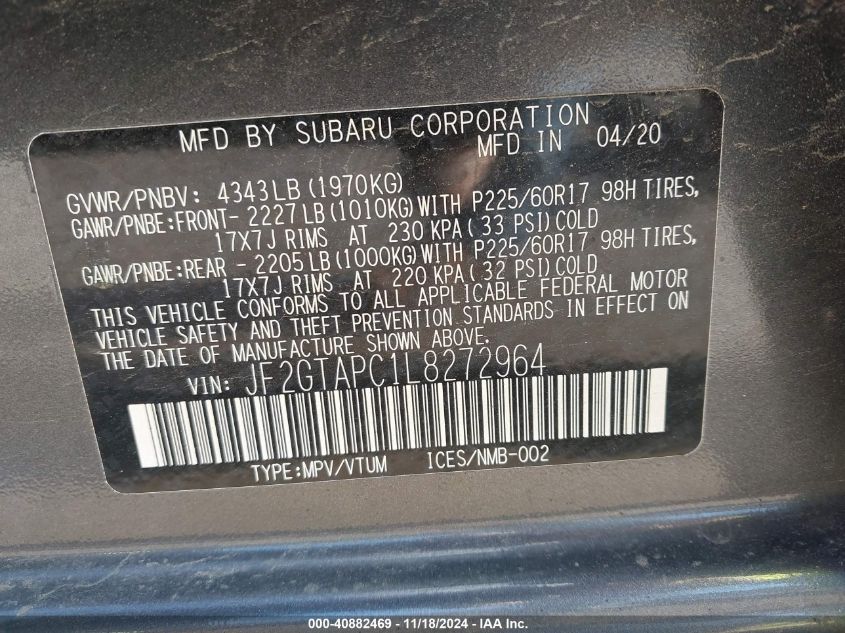 MFD BY SUBARU CORPORATION
MFD IN 04/20
GVWR/PNBV: 4343LB (1970KG)
GAWR/PNBE:FRONT- 2227LB (1010KG) WITH P225/60R17 98H TIRES,
17X7J RIMS AT 230 KPA (33 PSI) COLD
GAWR/PNBE:REAR - 2205LB (1000KG) WITH P225/60R17 98H TIRES,
17X7J RIMS AT 220 KPA (32 PSI) COLD
THIS VEHICLE CONFORMS TO ALL APPLICABLE FEDERAL MOTOR
VEHICLE SAFETY AND THEFT PREVENTION STANDARDS IN EFFECT ON
THE DATE OF MANUFACTURE SHOWN ABOVE.
VIN: JF2GTAPC1L8272964
TYPE:MPV/VTUM ICES/NMB-002
000-40882469 - 11/18/2024 - IAA Inc.